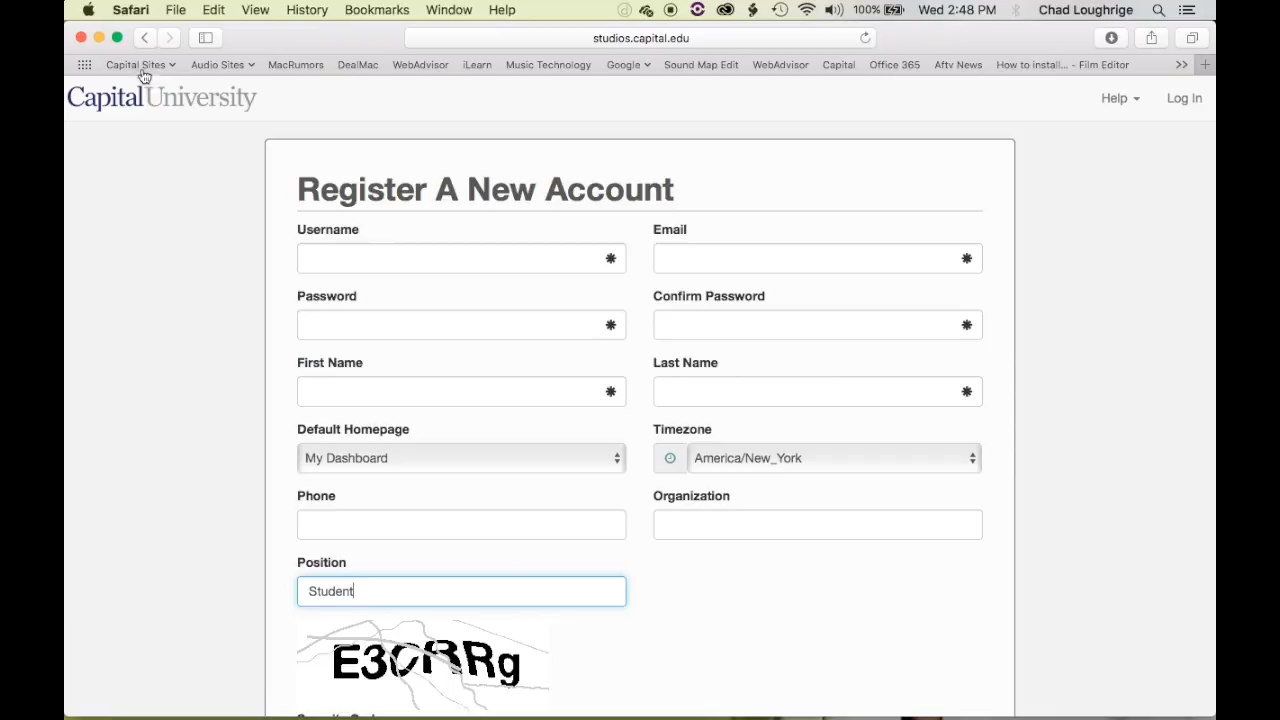 Safari File Edit View History Bookmarks Window Help 100% Wed 2:48 PM Chad Loughrige
studios.capital.edu
Capital Sites Audio Sites MacRumors DealMac WebAdvisor iLearn Music Technology Google Sound Map Edit WebAdvisor Capital Office 365 Aftv News How to install... - Film Editor >> +
CapitalUniversity Help Log In
Register A New Account
Username Email
Password Confirm Password
First Name Last Name
Default Homepage Timezone
My Dashboard America/New_York
Phone Organization
Position
Student